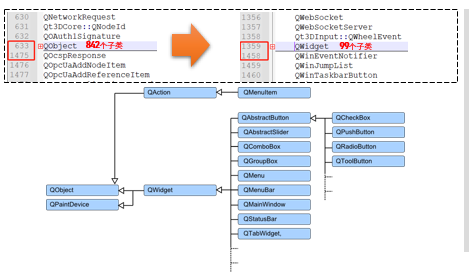 630 QNetworkRequest
631 Qt3DCore::QNodeId
632 QOAuth1Signature
633 QObject 842个子类
1475 QOcspResponse
1476 QOpcUaAddNodeItem
1477 QOpcUaAddReferenceItem
1356 QWebSocket
1357 QWebSocketServer
1358 Qt3DInput::QWheelEvent
1359 QWidget 99个子类
1458 QWinEventNotifier
1459 QWinJumpList
1460 QWinTaskbarButton
QAction QMenuItem
QAbstractButton QCheckBox
QAbstractSlider QPushButton
QComboBox QRadioButton
QGroupBox QToolButton
QMenu
QObject QWidget QMenuBar
QPaintDevice QMainWindow
QStatusBar
QTabWidget,